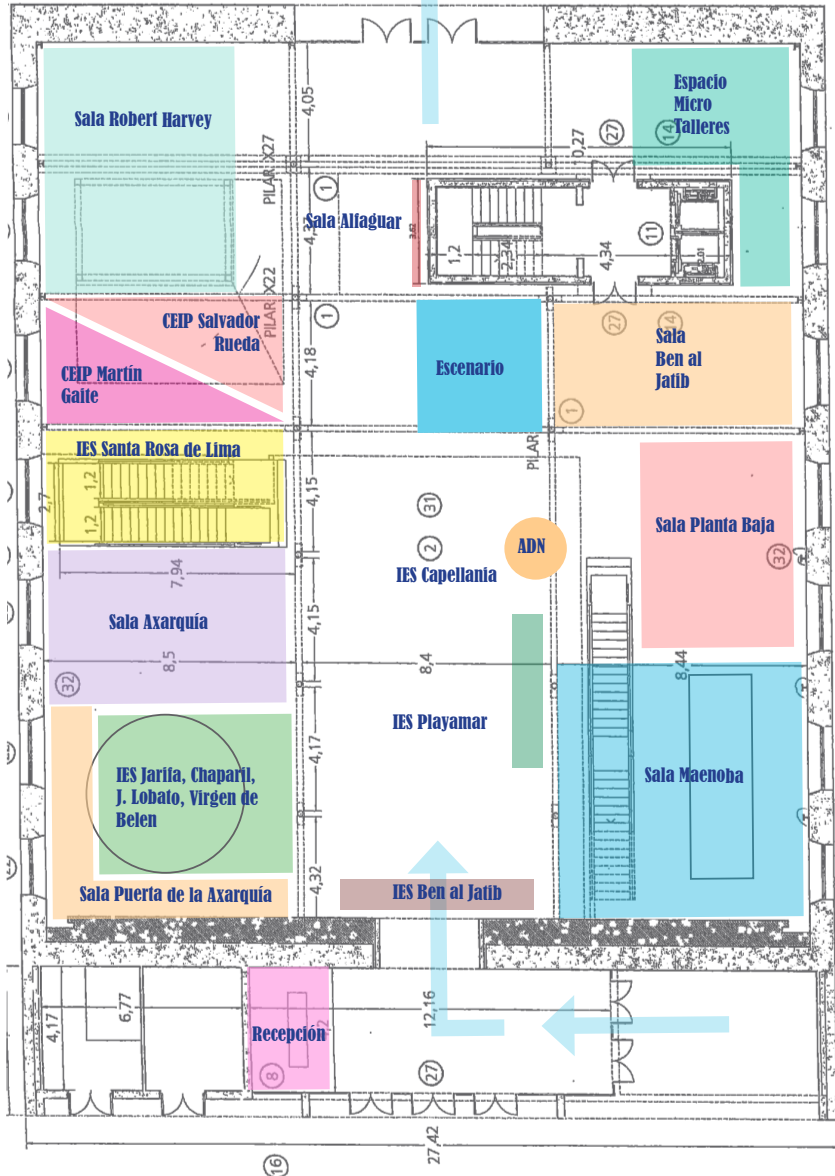 Sala Robert Harvey
Espacio
Micro
Talleres
4,05
0,27
27
14
PILAR X27
1
Sala Alfaguar
3,62
1,2
2,34
4,34
11
2.01
1
PILAR X22
1
27
14
CEIP Salvador
Rueda
CEIP Martín
Gaite
4,18
Escenario
Sala
Ben al
Jatib
1
PILAR
IES Santa Rosa de Lima
2,7
1,2
1,2
4,15
31
2
ADN
Sala Planta Baja
32
7,94
IES Capellania
Sala Axarquía
4,15
32
8,5
8,4
8,44
IES Playamar
4,17
IES Jarifa, Chaparil,
J. Lobato, Virgen de
Belen
Sala Maenoba
4,32
Sala Puerta de la Axarquía
IES Ben al Jatib
4,17
6,77
12,16
Recepción
8
27
27,42
16